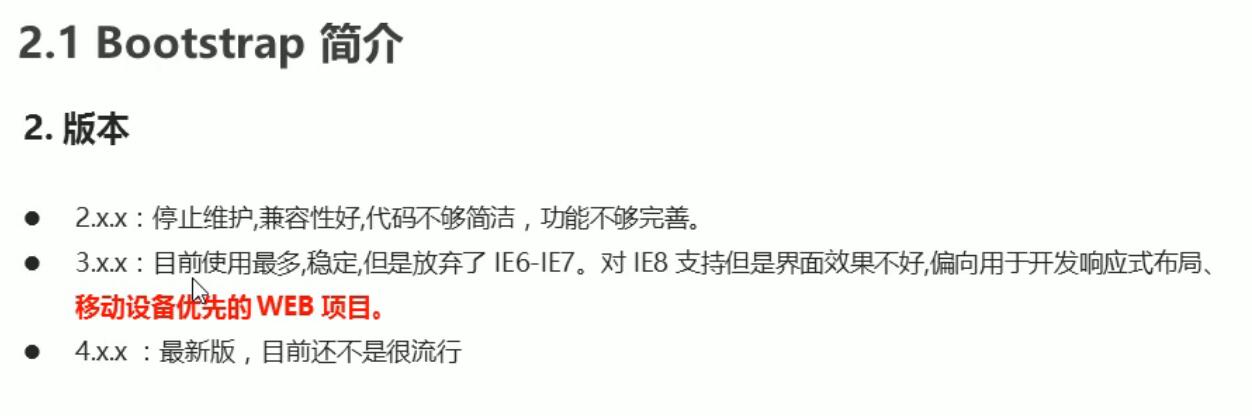 2.1 Bootstrap 简介
2. 版本
● 2.x.x：停止维护,兼容性好,代码不够简洁，功能不够完善。
● 3.x.x：目前使用最多,稳定,但是放弃了 IE6-IE7。对 IE8 支持但是界面效果不好,偏向用于开发响应式布局、
移动设备优先的 WEB 项目。
● 4.x.x ：最新版，目前还不是很流行